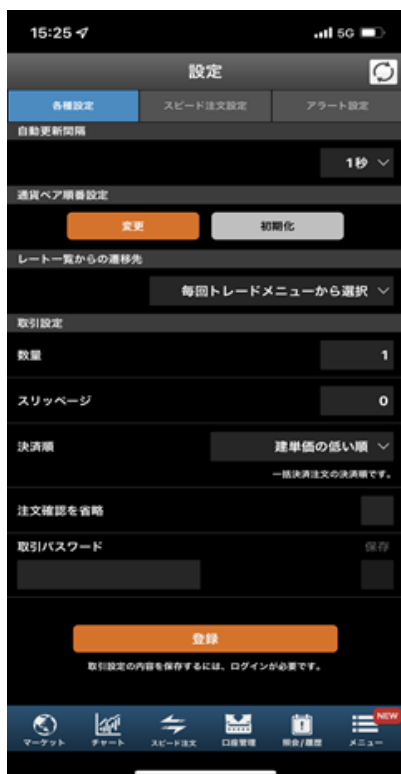 15:25 5G
設定
各種設定 スピード注文設定 アラート設定
自動更新間隔
1秒
通貨ペア順番設定
変更 初期化
レート一覧からの遷移先
毎回トレードメニューから選択
取引設定
数量 1
スリッページ 0
決済順 建単価の低い順
一括決済注文の決済順です。
注文確認を省略
取引パスワード 保存
登録
取引設定の内容を保存するには、ログインが必要です。
NEW
マーケット チャート スピード注文 口座管理 照会/履歴 メニュー